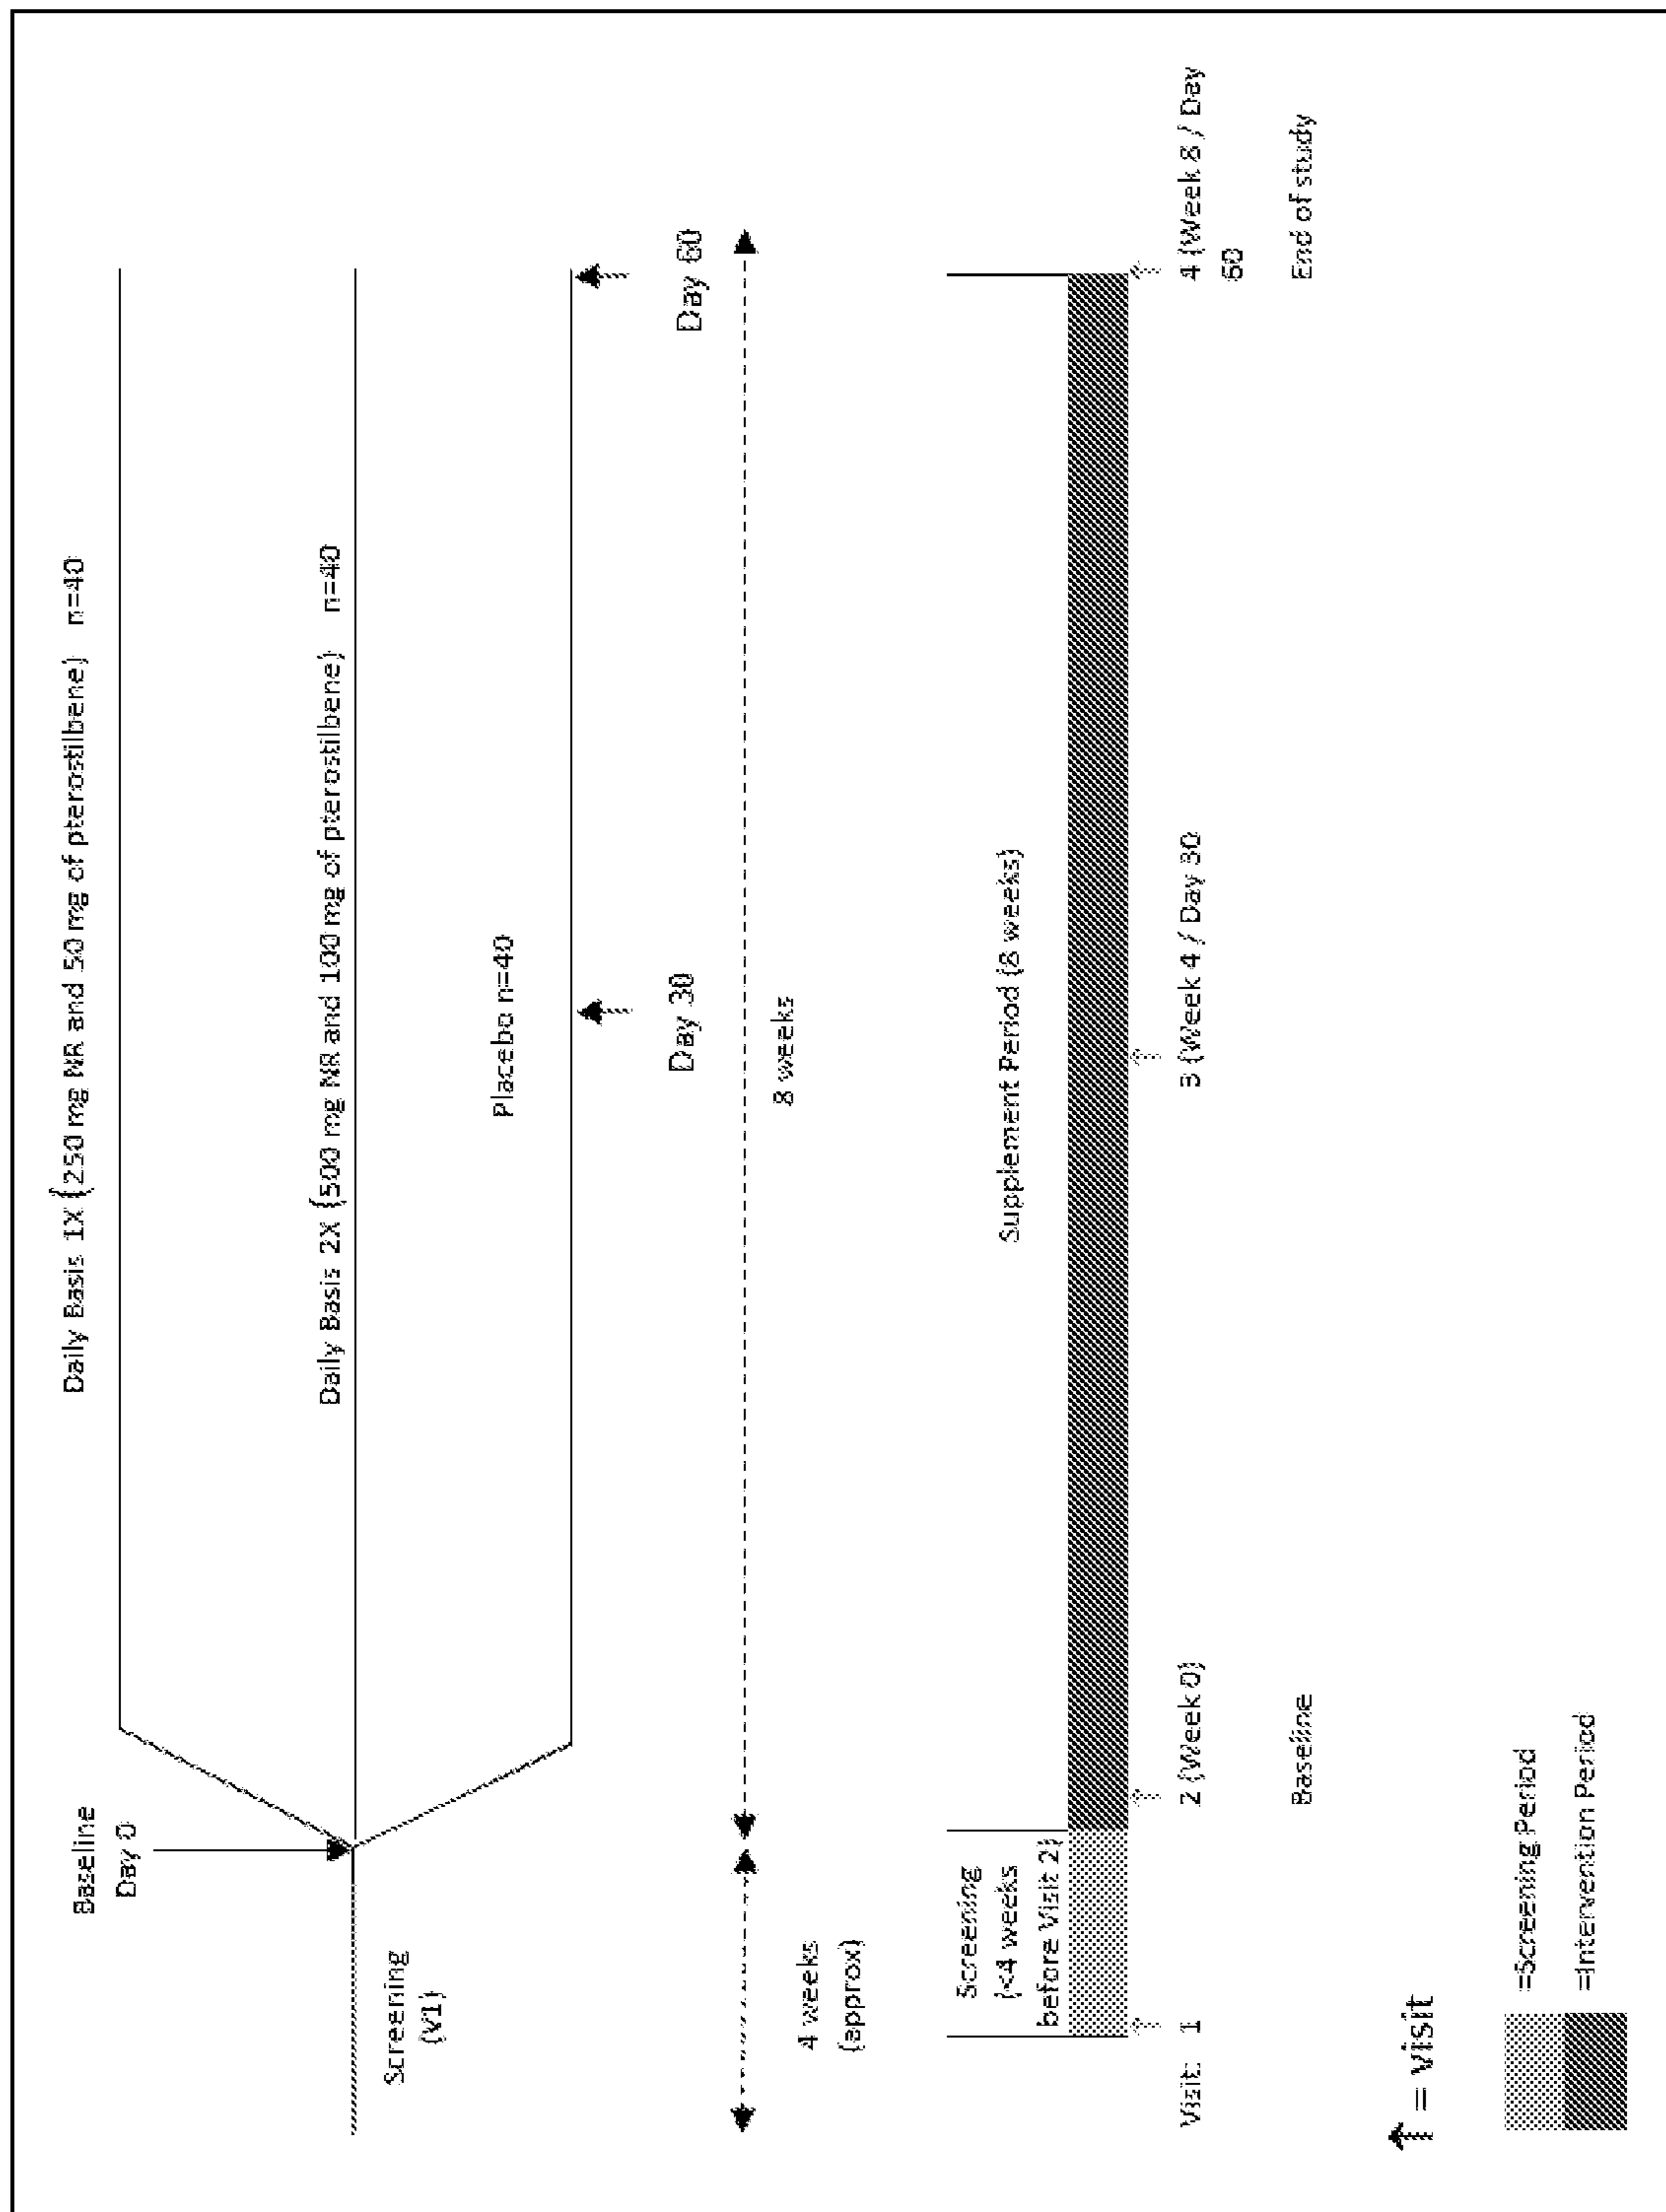 Baseline
Day 0
Daily Basis 1X (250 mg NR and 50 mg of pterostilbene) n=40
Daily Basis 2X (500 mg NR and 100 mg of pterostilbene) n=40
Screening
(V1)
Placebo n=40
Day 30
Day 60
4 weeks
(approx)
8 weeks
Screening
(<4 weeks
before Visit 2)
Supplement Period (8 weeks)
Visit: 1
2 (Week 0)
Baseline
3 (Week 4 / Day 30
4 (Week 8 / Day
60
End of study
= visit
=Screening Period
=Intervention Period